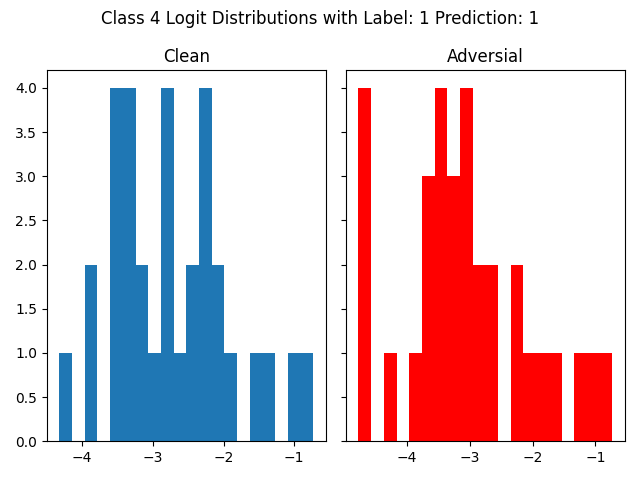 Class 4 Logit Distributions with Label: 1 Prediction: 1
Clean
Adversial
4.0
3.5
3.0
2.5
2.0
1.5
1.0
0.5
0.0
−4 −3 −2 −1
−4 −3 −2 −1